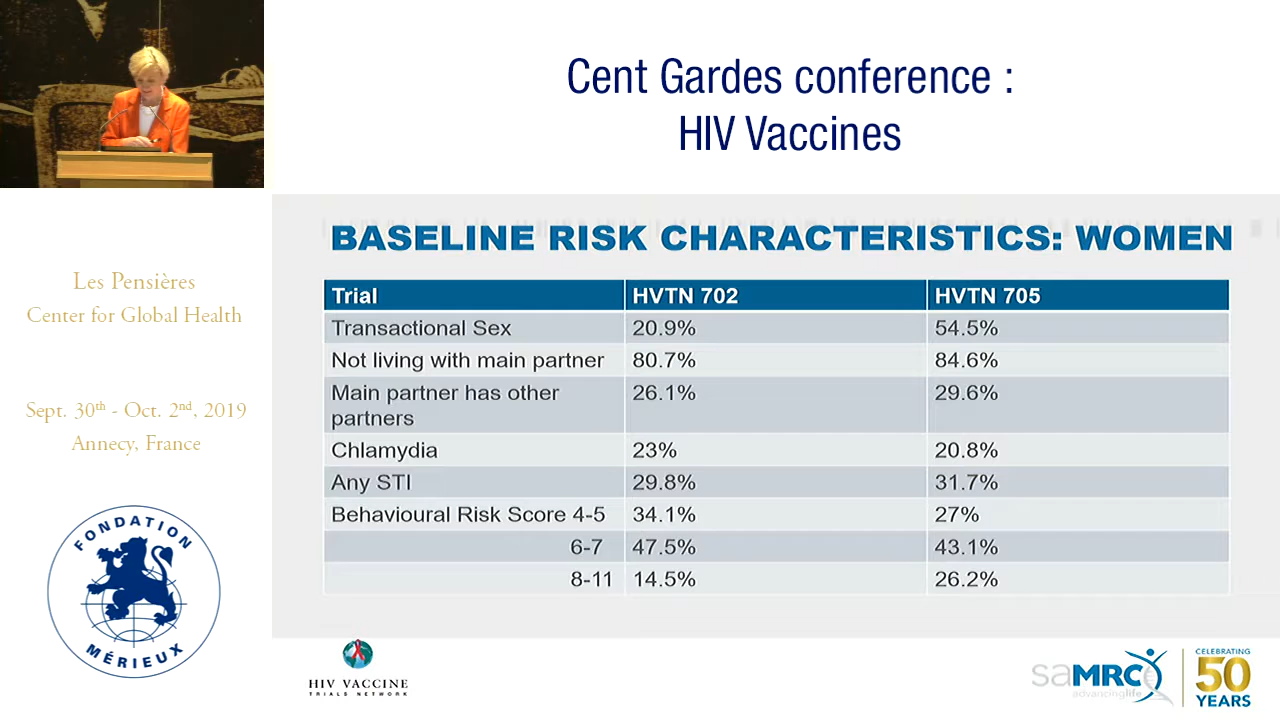 Cent Gardes conference :
HIV Vaccines
Les Pensières
Center for Global Health
Sept. 30th - Oct. 2nd, 2019
Annecy, France
FONDATION
MÉRIEUX
BASELINE RISK CHARACTERISTICS: WOMEN
Trial HVTN 702 HVTN 705
Transactional Sex 20.9% 54.5%
Not living with main partner 80.7% 84.6%
Main partner has other 26.1% 29.6%
partners
Chlamydia 23% 20.8%
Any STI 29.8% 31.7%
Behavioural Risk Score 4-5 34.1% 27%
6-7 47.5% 43.1%
8-11 14.5% 26.2%
HIV VACCINE
TRIALS NETWORK
saMRC
advancinglife
CELEBRATING
50
YEARS